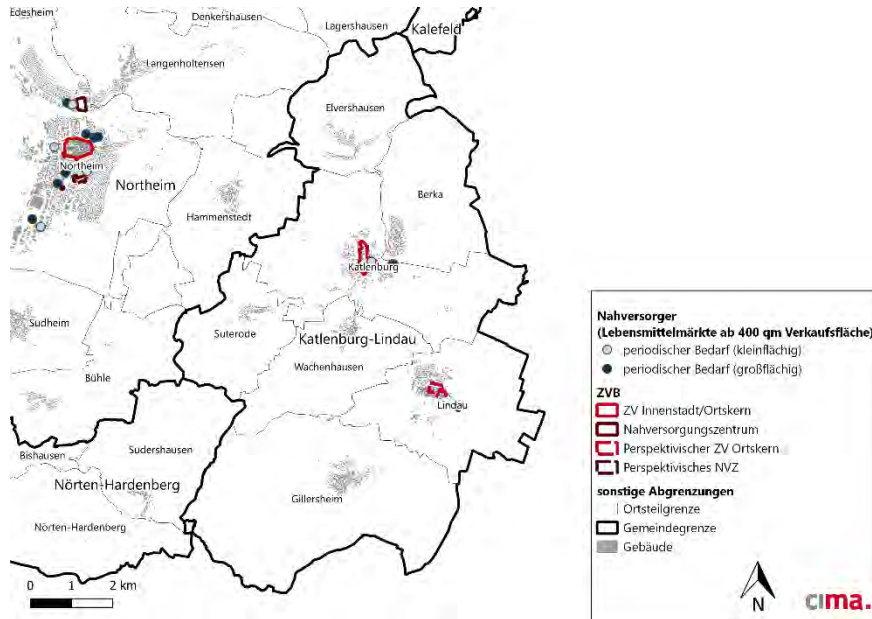 Edesheim
Denkershausen
Lagershausen
Kalefeld
Langenholtensen
Elvershausen
Northeim
Northeim
Berka
Hammenstedt
Katlenburg
Sudheim
Suterode
Katlenburg-Lindau
Bühle
Wachenhausen
Lindau
Bishausen
Sudershausen
Nörten-Hardenberg
Gillersheim
Nörten-Hardenberg
0 1 2 km
Nahversorger
(Lebensmittelmärkte ab 400 qm Verkaufsfläche)
periodischer Bedarf (kleinflächig)
periodischer Bedarf (großflächig)
ZVB
ZV Innenstadt/Ortskern
Nahversorgungszentrum
Perspektivischer ZV Ortskern
Perspektivisches NVZ
sonstige Abgrenzungen
Ortsteilgrenze
Gemeindegrenze
Gebäude
N
cima.